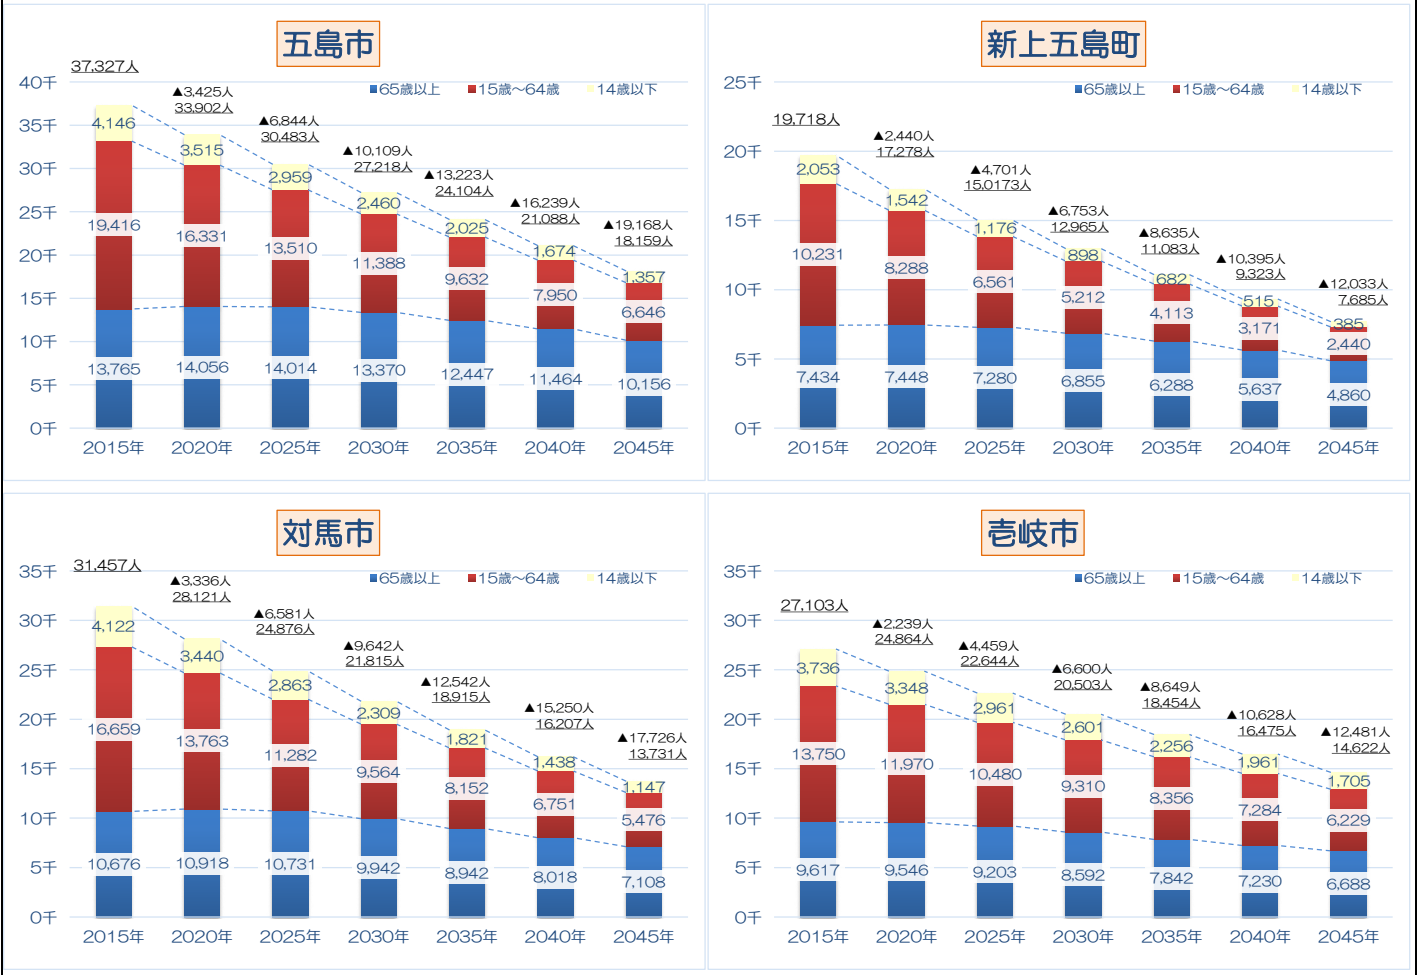 五島市
37,327人
40千
35千
30千
25千
20千
15千
10千
5千
0千
■65歳以上 ■15歳～64歳 14歳以下
▲3,425人
33,902人
▲6,844人
30,483人
▲10,109人
27,218人
▲13,223人
24,104人
▲16,239人
21,088人
▲19,168人
18,159人
4,146 3,515 2,959 2,460 2,025 1,674 1,357
19,416 16,331 13,510 11,388 9,632 7,950 6,646
13,765 14,056 14,014 13,370 12,447 11,464 10,156
2015年 2020年 2025年 2030年 2035年 2040年 2045年
新上五島町
19,718人
25千
20千
15千
10千
5千
0千
■65歳以上 ■15歳～64歳 14歳以下
▲2,440人
17,278人
▲4,701人
15,0173人
▲6,753人
12,965人
▲8,635人
11,083人
▲10,395人
9,323人
▲12,033人
7,685人
2,053 1,542 1,176 898 682 515 385
10,231 8,288 6,561 5,212 4,113 3,171 2,440
7,434 7,448 7,280 6,855 6,288 5,637 4,860
2015年 2020年 2025年 2030年 2035年 2040年 2045年
対馬市
31,457人
35千
30千
25千
20千
15千
10千
5千
0千
■65歳以上 ■15歳～64歳 14歳以下
▲3,336人
28,121人
▲6,581人
24,876人
▲9,642人
21,815人
▲12,542人
18,915人
▲15,250人
16,207人
▲17,726人
13,731人
4,122 3,440 2,863 2,309 1,821 1,438 1,147
16,659 13,763 11,282 9,564 8,152 6,751 5,476
10,676 10,918 10,731 9,942 8,942 8,018 7,108
2015年 2020年 2025年 2030年 2035年 2040年 2045年
壱岐市
27,103人
35千
30千
25千
20千
15千
10千
5千
0千
■65歳以上 ■15歳～64歳 14歳以下
▲2,239人
24,864人
▲4,459人
22,644人
▲6,600人
20,503人
▲8,649人
18,454人
▲10,628人
16,475人
▲12,481人
14,622人
3,736 3,348 2,961 2,601 2,256 1,961 1,705
13,750 11,970 10,480 9,310 8,356 7,284 6,229
9,617 9,546 9,203 8,592 7,842 7,230 6,688
2015年 2020年 2025年 2030年 2035年 2040年 2045年